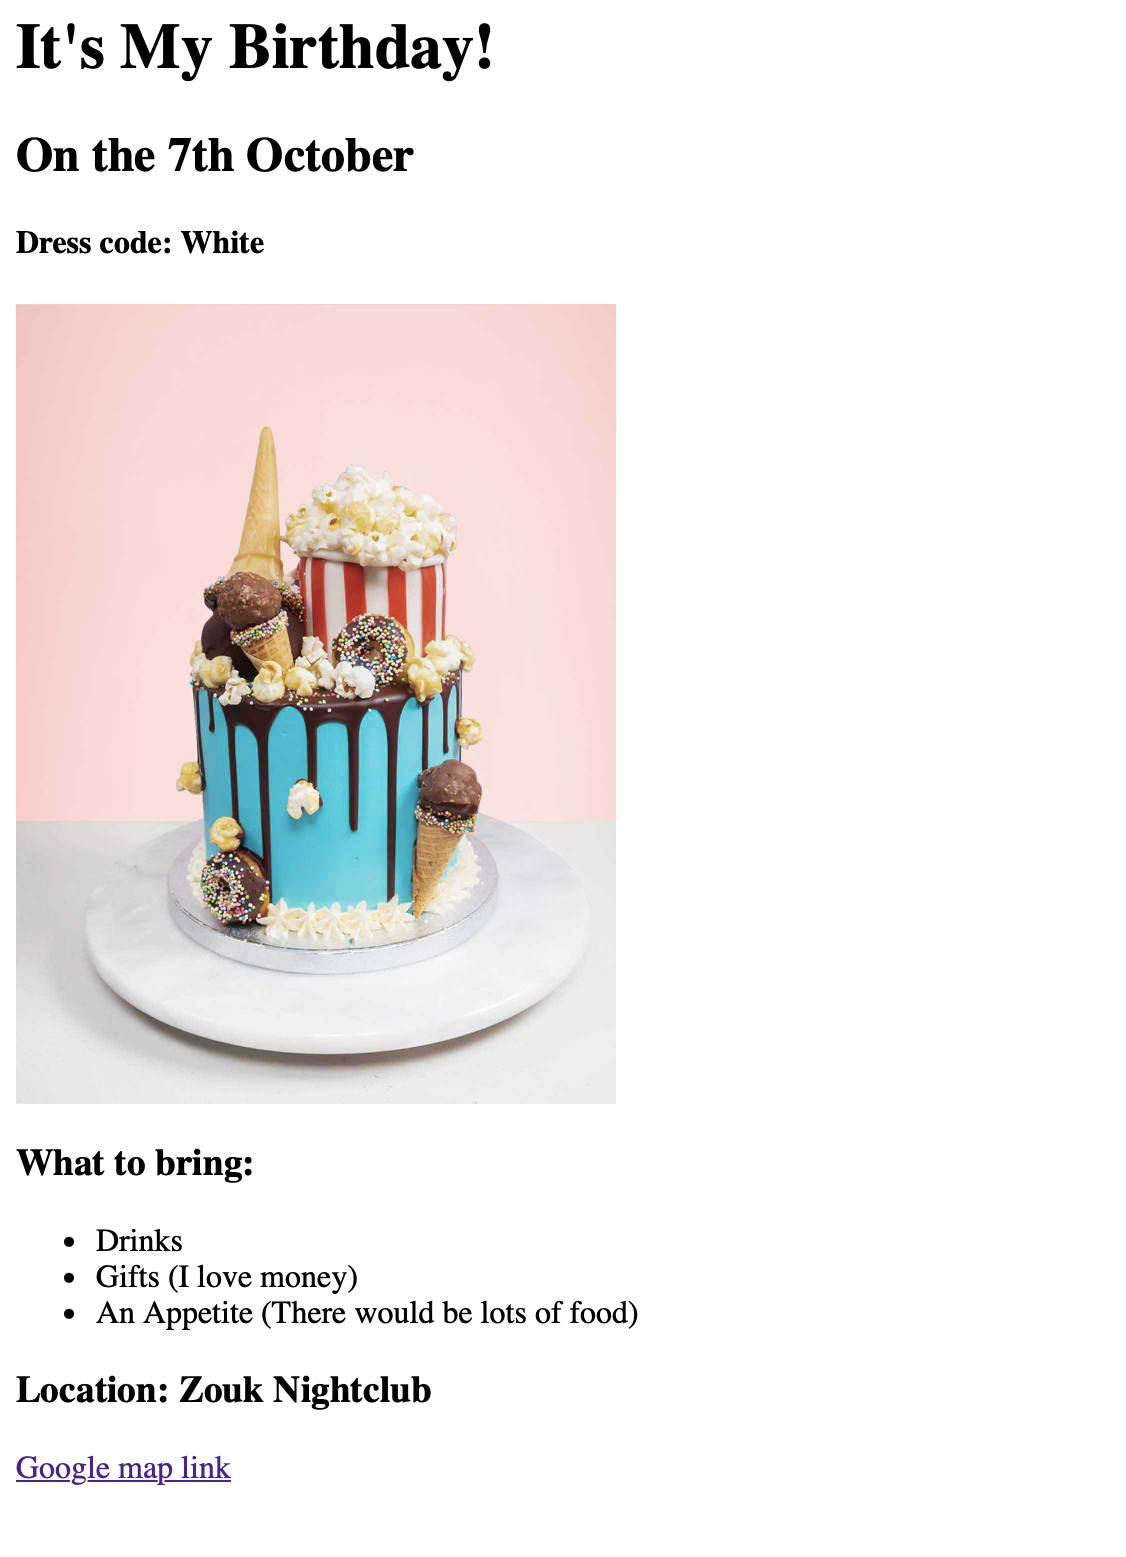 It's My Birthday!
On the 7th October
Dress code: White
What to bring:
Drinks
Gifts (I love money)
An Appetite (There would be lots of food)
Location: Zouk Nightclub
Google map link